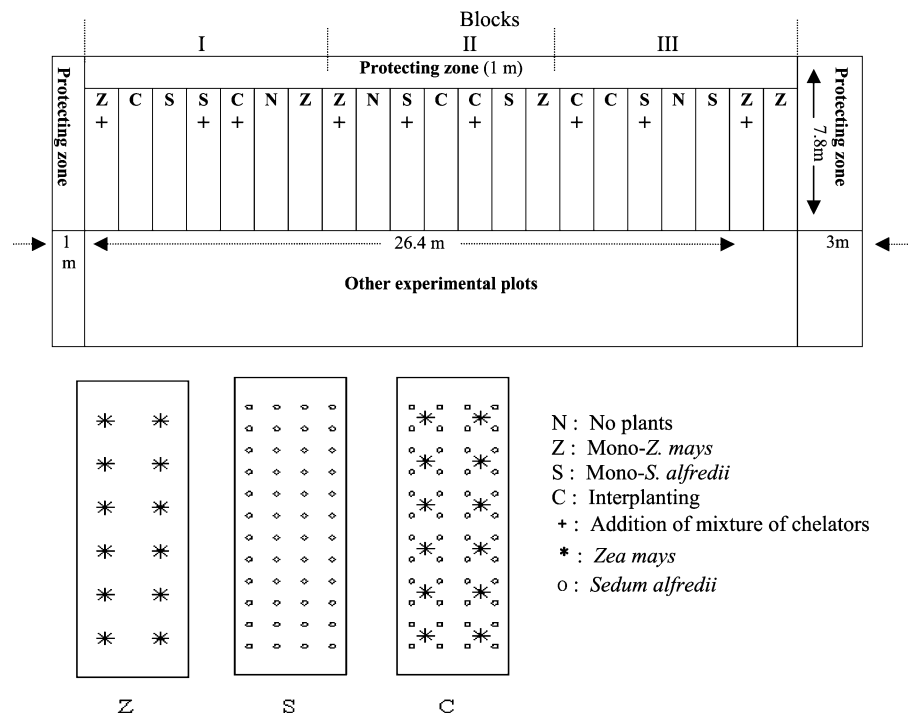 Blocks
I II III
Protecting zone (1 m)
Protecting zone
Z C S S C N Z Z N S C C S Z C C S N S Z Z
+ + + + + + + + +
7.8m
Protecting zone
1 m
26.4 m
3m
Other experimental plots
N : No plants
Z : Mono-Z. mays
S : Mono-S. alfredii
C : Interplanting
+ : Addition of mixture of chelators
* : Zea mays
o : Sedum alfredii
Z S C